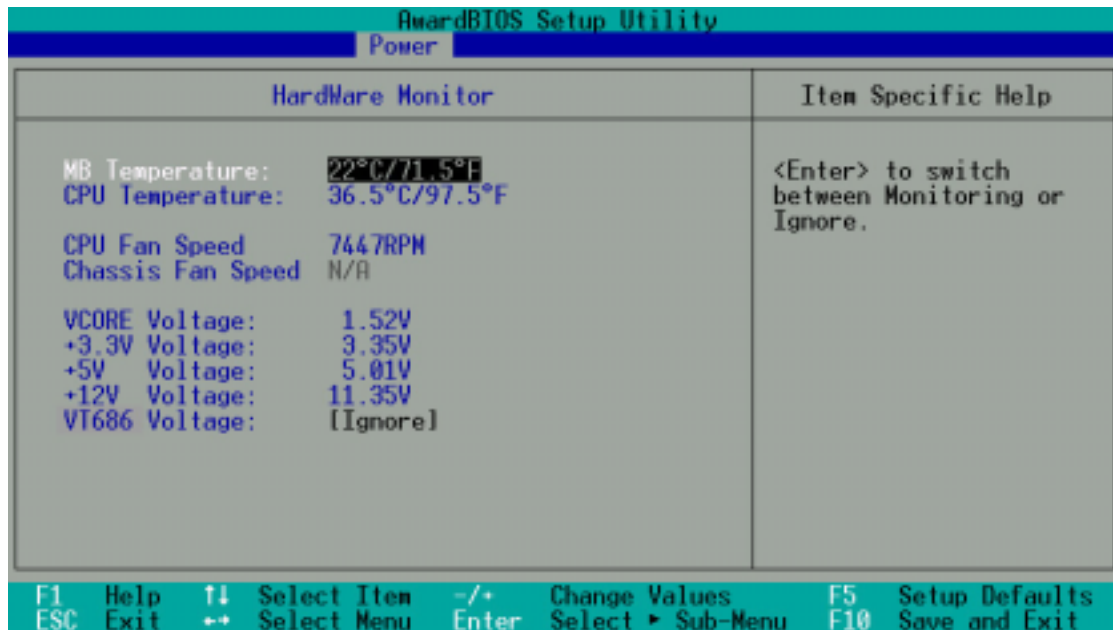 AwardBIOS Setup Utility
Power
HardWare Monitor
Item Specific Help
MB Temperature: 22°C/71.5°F
CPU Temperature: 36.5°C/97.5°F
CPU Fan Speed 7447RPM
Chassis Fan Speed N/A
VCORE Voltage: 1.52V
+3.3V Voltage: 3.35V
+5V Voltage: 5.01V
+12V Voltage: 11.35V
VT686 Voltage: [Ignore]
<Enter> to switch
between Monitoring or
Ignore.
F1 Help ↑↓ Select Item -/+ Change Values F5 Setup Defaults
ESC Exit ←→ Select Menu Enter Select ► Sub-Menu F10 Save and Exit